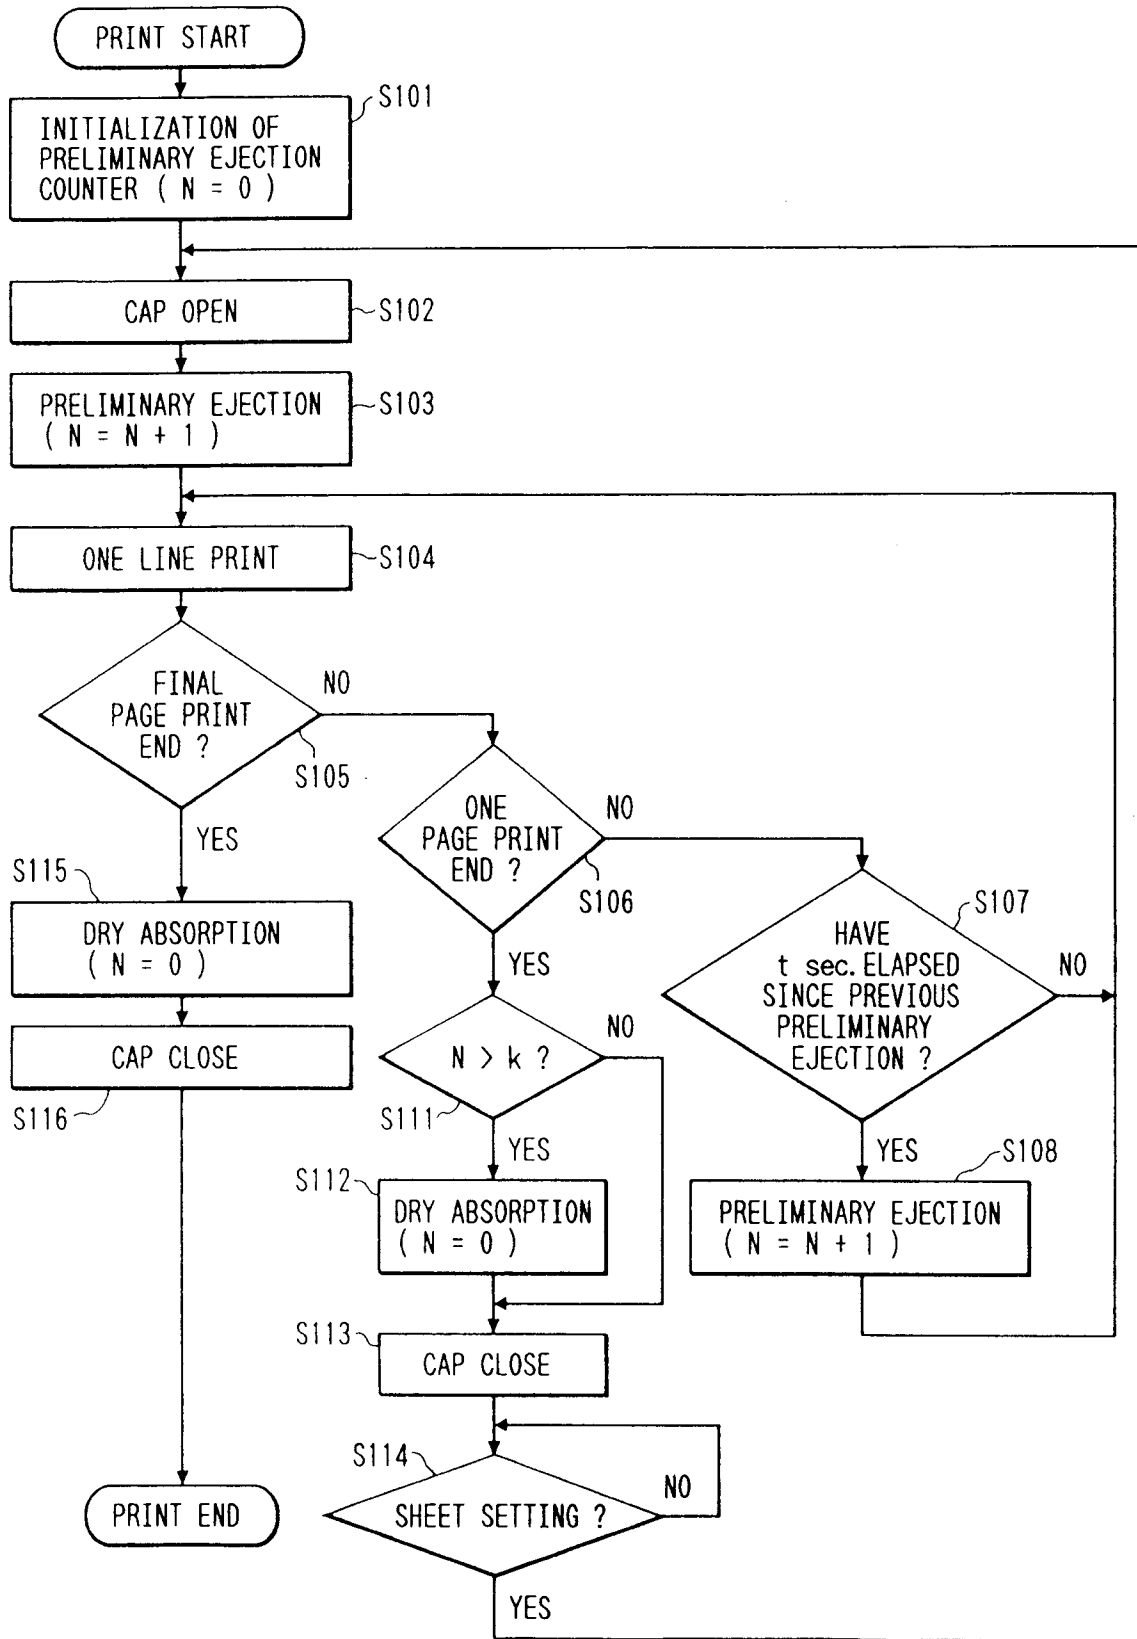 PRINT START
S101
INITIALIZATION OF
PRELIMINARY EJECTION
COUNTER ( N = 0 )
CAP OPEN
S102
PRELIMINARY EJECTION
( N = N + 1 )
S103
ONE LINE PRINT
S104
FINAL
PAGE PRINT
END ?
NO
S105
YES
ONE
PAGE PRINT
END ?
NO
S106
YES
S107
HAVE
t sec. ELAPSED
SINCE PREVIOUS
PRELIMINARY
EJECTION ?
NO
YES
S115
DRY ABSORPTION
( N = 0 )
CAP CLOSE
S116
N > k ?
NO
S111
YES
S112
DRY ABSORPTION
( N = 0 )
S108
PRELIMINARY EJECTION
( N = N + 1 )
S113
CAP CLOSE
S114
SHEET SETTING ?
NO
YES
PRINT END